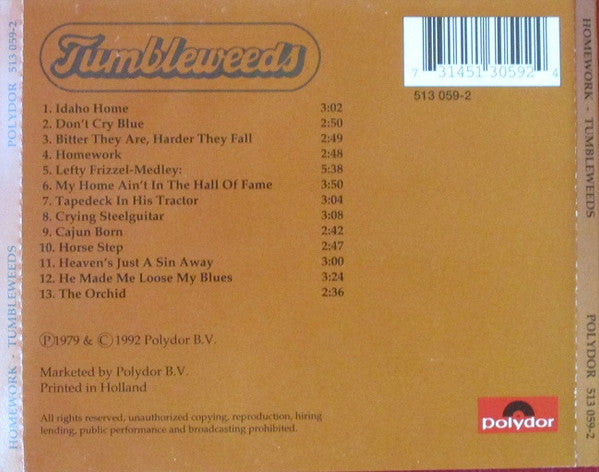 Tumbleweeds
7 31451 30592 4
513 059-2
1. Idaho Home 3:02
2. Don't Cry Blue 2:50
3. Bitter They Are, Harder They Fall 2:49
4. Homework 2:48
5. Lefty Frizzel-Medley: 5:38
6. My Home Ain't In The Hall Of Fame 3:50
7. Tapedeck In His Tractor 3:04
8. Crying Steelguitar 3:08
9. Cajun Born 2:42
10. Horse Step 2:47
11. Heaven's Just A Sin Away 3:00
12. He Made Me Loose My Blues 3:24
13. The Orchid 2:36
Ⓟ1979 & Ⓒ1992 Polydor B.V.
Marketed by Polydor B.V.
Printed in Holland
All rights reserved, unauthorized copying, reproduction, hiring
lending, public performance and broadcasting prohibited.
polydor
HOMEWORK · TUMBLEWEEDS POLYDOR 513 059-2
HOMEWORK - TUMBLEWEEDS POLYDOR 513 059-2